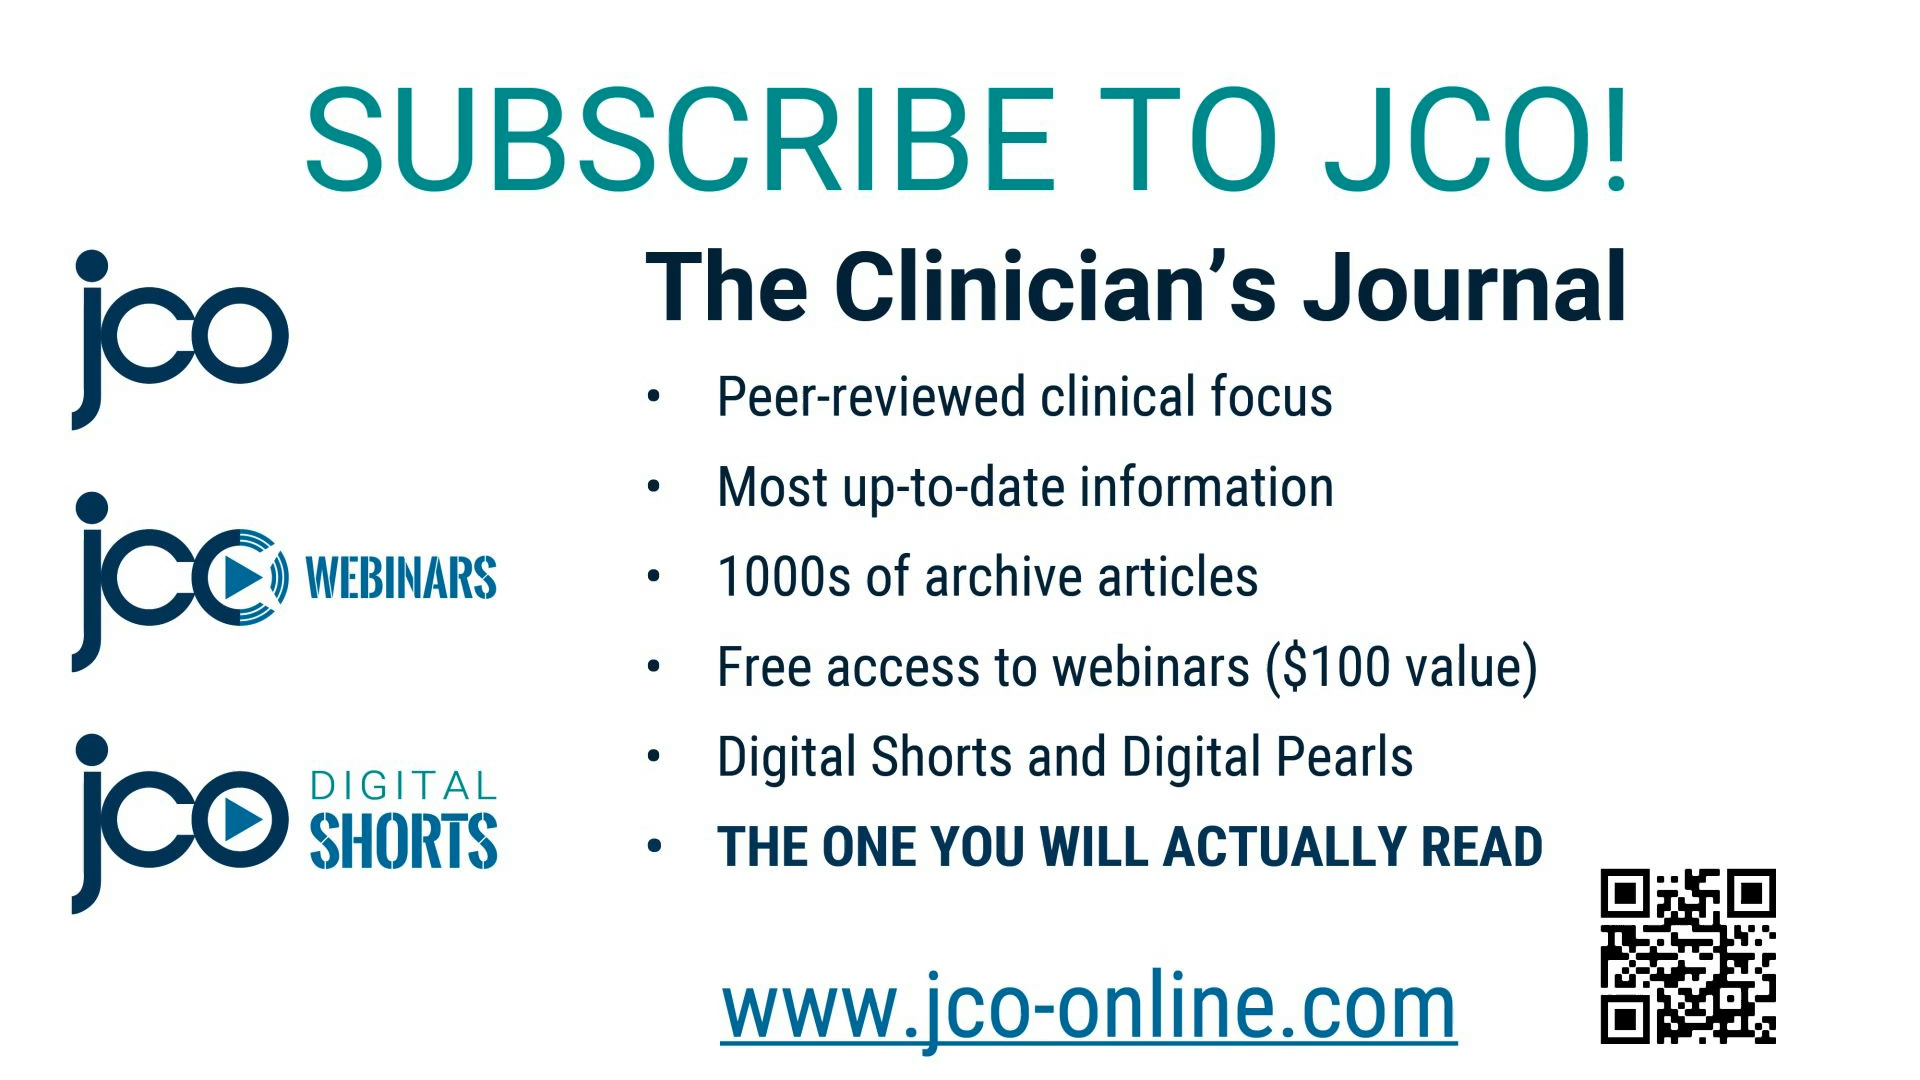 SUBSCRIBE TO JCO!
jco
The Clinician’s Journal
• Peer-reviewed clinical focus
• Most up-to-date information
• 1000s of archive articles
• Free access to webinars ($100 value)
• Digital Shorts and Digital Pearls
• THE ONE YOU WILL ACTUALLY READ
jco WEBINARS
jco DIGITAL
SHORTS
www.jco-online.com